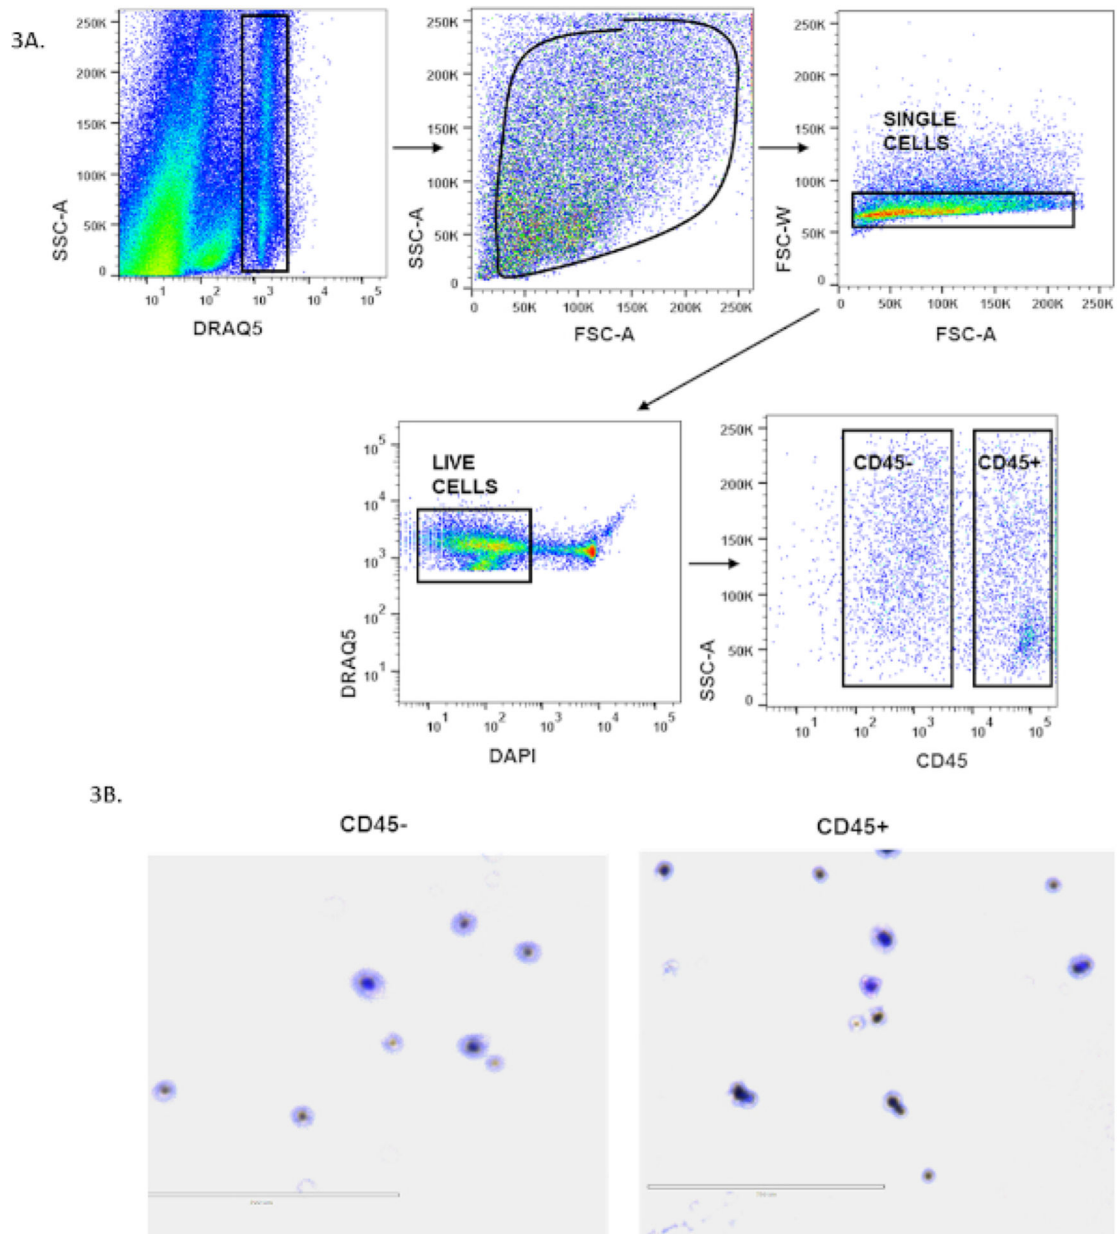 3A.
250K
200K
150K
100K
50K
0
SSC-A
10^1
10^2
10^3
10^4
10^5
DRAQ5
250K
200K
150K
100K
50K
0
SSC-A
0
50K
100K
150K
200K
250K
FSC-A
250K
200K
150K
100K
50K
0
FSC-W
SINGLE
CELLS
0
50K
100K
150K
200K
250K
FSC-A
10^5
10^4
10^3
10^2
10^1
DRAQ5
LIVE
CELLS
10^1
10^2
10^3
10^4
10^5
DAPI
250K
200K
150K
100K
50K
0
SSC-A
CD45-
CD45+
10^1
10^2
10^3
10^4
10^5
CD45
3B.
CD45-
CD45+